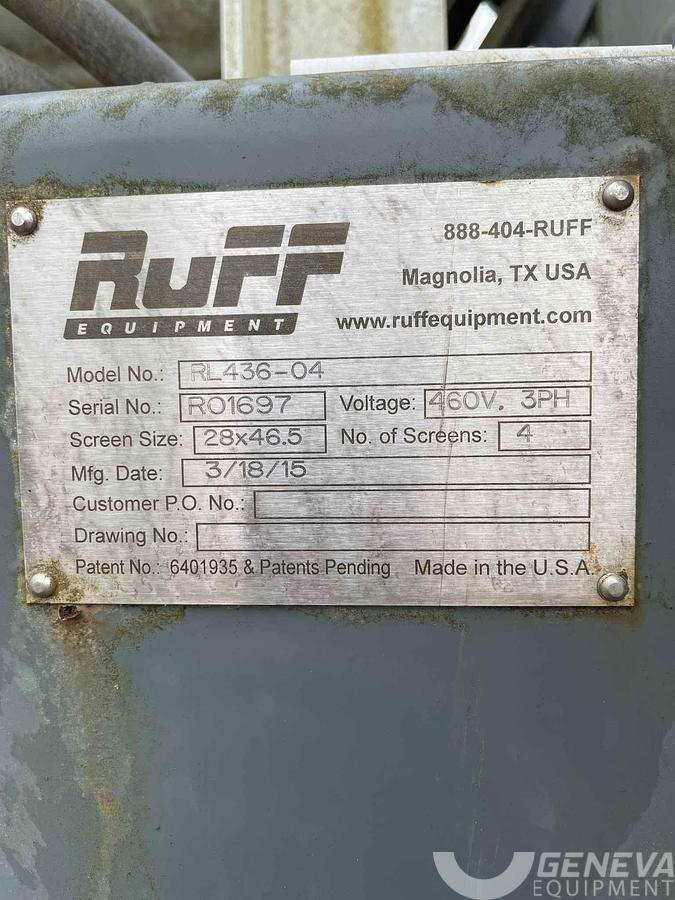 RUFF
EQUIPMENT
888-404-RUFF
Magnolia, TX USA
www.ruffequipment.com
Model No.: RL436-04
Serial No.: R01697 Voltage: 460V, 3PH
Screen Size: 28x46.5 No. of Screens: 4
Mfg. Date: 3/18/15
Customer P.O. No.:
Drawing No.:
Patent No.: 6401935 & Patents Pending Made in the U.S.A.
GENEVA
EQUIPMENT